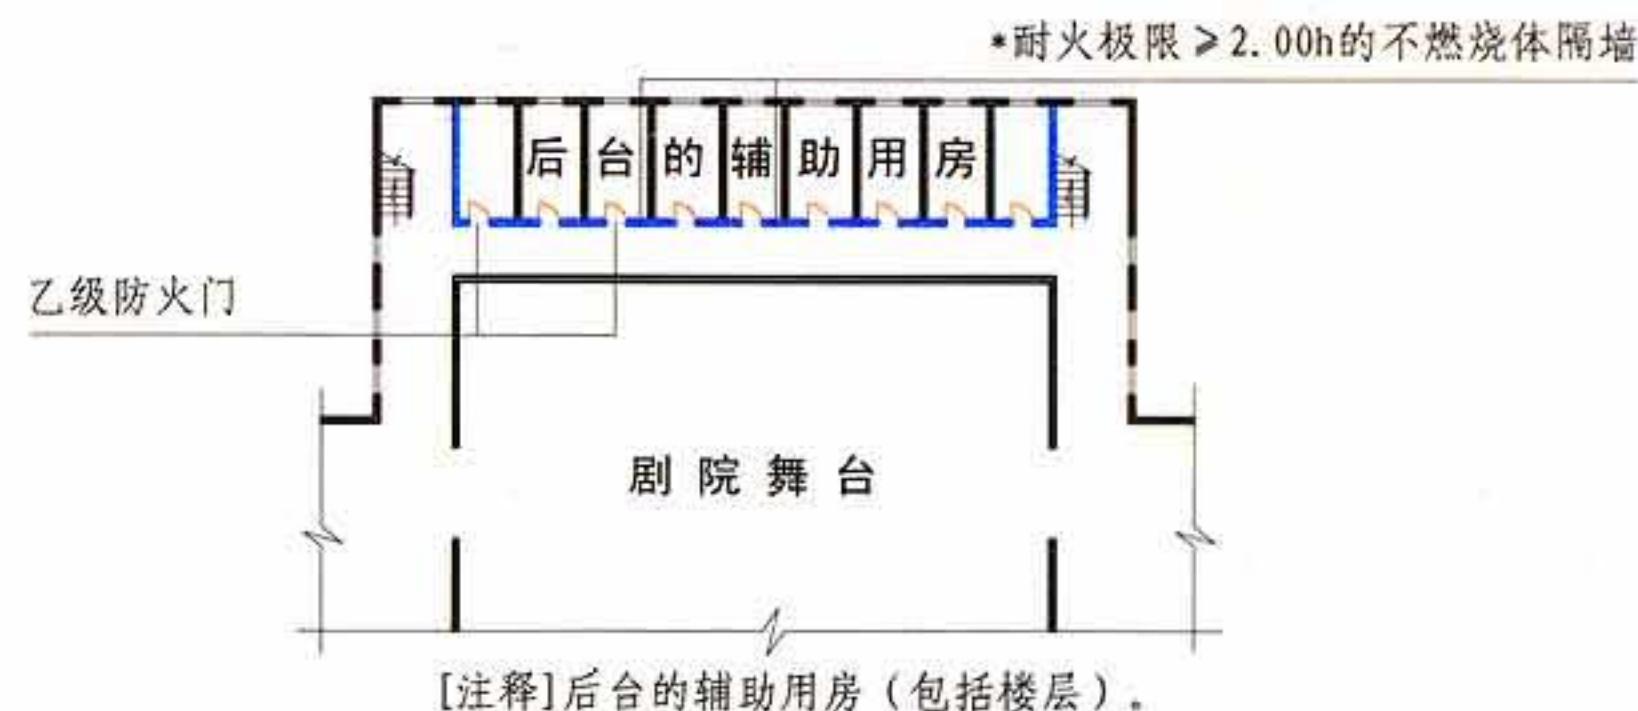 *耐火极限≥2.00h的不燃烧体隔墙
后台的辅助用房
乙级防火门
剧院舞台
[注释]后台的辅助用房（包括楼层）。